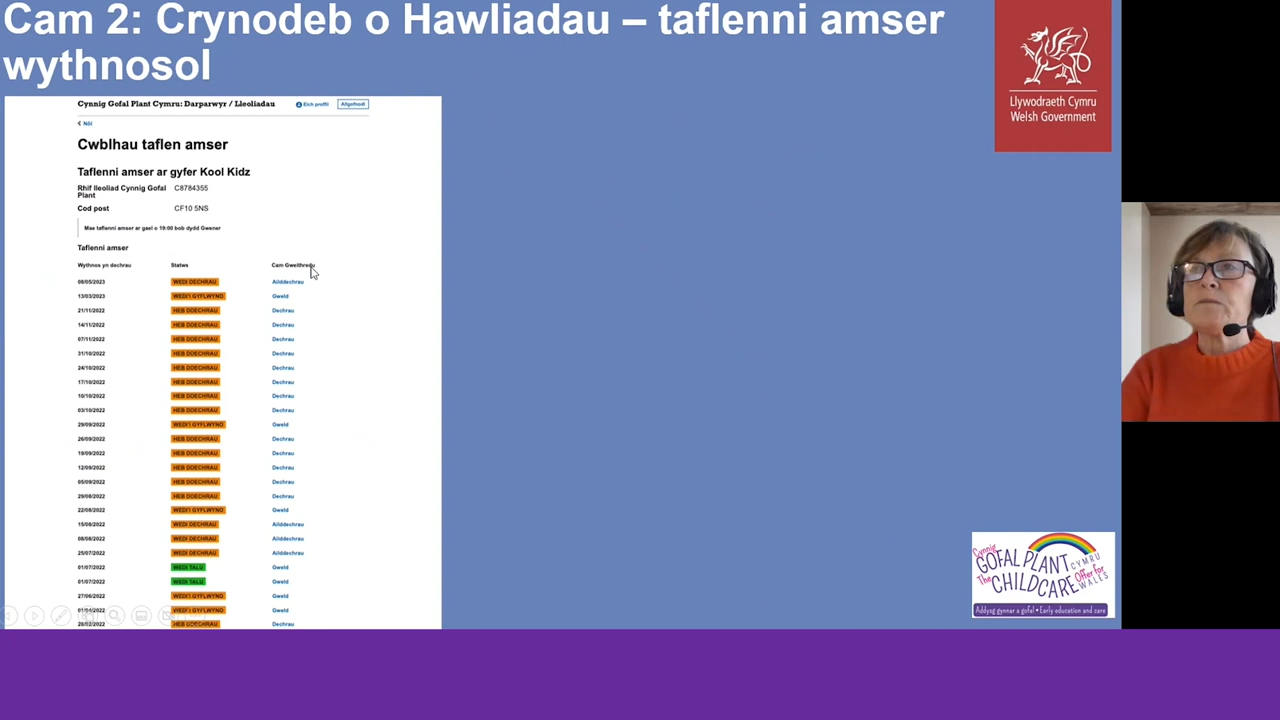 Cam 2: Crynodeb o Hawliadau – taflenni amser
wythnosol
Llywodraeth Cymru
Welsh Government
Cynnig Gofal Plant Cymru: Darparwyr / Lleoliadau
Eich proffil
Allgofnodi
Nôl
Cwblhau taflen amser
Taflenni amser ar gyfer Kool Kidz
Rhif lleoliad Cynnig Gofal Plant C8784355
Cod post CF10 5NS
Mae taflenni amser ar gael o 19:00 bob dydd Gwener
Taflenni amser
Wythnos yn dechrau Statws Cam Gweithredu
08/05/2023 WEDI DECHRAU Ailddechrau
13/03/2023 WEDI'I GYFLWYNO Gweld
21/11/2022 HEB DDECHRAU Dechrau
14/11/2022 HEB DDECHRAU Dechrau
07/11/2022 HEB DDECHRAU Dechrau
31/10/2022 HEB DDECHRAU Dechrau
24/10/2022 HEB DDECHRAU Dechrau
17/10/2022 HEB DDECHRAU Dechrau
10/10/2022 HEB DDECHRAU Dechrau
03/10/2022 HEB DDECHRAU Dechrau
29/09/2022 WEDI'I GYFLWYNO Gweld
26/09/2022 HEB DDECHRAU Dechrau
19/09/2022 HEB DDECHRAU Dechrau
12/09/2022 HEB DDECHRAU Dechrau
05/09/2022 HEB DDECHRAU Dechrau
29/08/2022 HEB DDECHRAU Dechrau
22/08/2022 WEDI'I GYFLWYNO Gweld
15/08/2022 WEDI DECHRAU Ailddechrau
08/08/2022 WEDI DECHRAU Ailddechrau
25/07/2022 WEDI DECHRAU Ailddechrau
01/07/2022 WEDI TALU Gweld
01/07/2022 WEDI TALU Gweld
27/06/2022 WEDI'I GYFLWYNO Gweld
01/04/2022 WEDI'I GYFLWYNO Gweld
28/02/2022 HEB DDECHRAU Dechrau
Cynnig
GOFAL PLANT CYMRU
The CHILDCARE Offer for WALES
Addysg gynnar a gofal • Early education and care